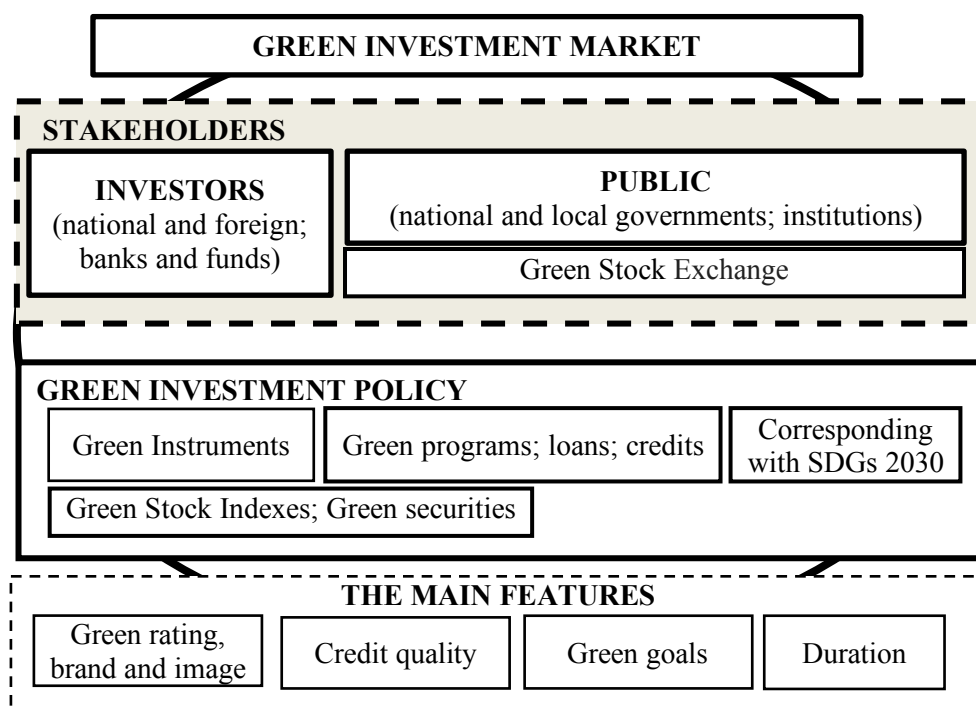 GREEN INVESTMENT MARKET
STAKEHOLDERS
INVESTORS
(national and foreign;
banks and funds)
PUBLIC
(national and local governments; institutions)
Green Stock Exchange
GREEN INVESTMENT POLICY
Green Instruments
Green programs; loans; credits
Corresponding
with SDGs 2030
Green Stock Indexes; Green securities
THE MAIN FEATURES
Green rating,
brand and image
Credit quality
Green goals
Duration